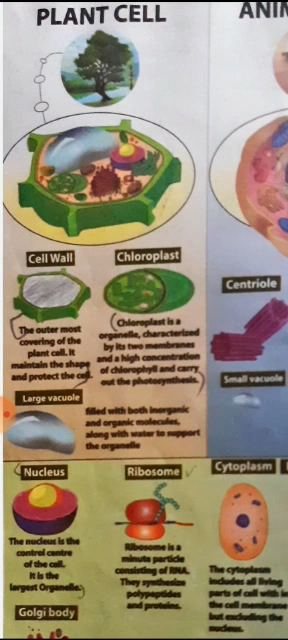 PLANT CELL
ANIM
Cell Wall
The outer most
covering of the
plant cell. It
maintain the shape
and protect the cell
Chloroplast
Chloroplast is a
organelle, characterized
by its two membranes
and a high concentration
of chlorophyll and carry
out the photosynthesis.
Centriole
Small vacuole
Large vacuole
filled with both inorganic
and organic molecules,
along with water to support
the organelle
Nucleus
The nucleus is the
control centre
of the cell.
It is the
largest Organelle.
Ribosome
Ribosome is a
minute particle
consisting of RNA.
They synthesize
polypeptides
and proteins.
Cytoplasm
The cytoplasm
includes all living
parts of cell with in
the cell membrane
but excluding the
nucleus.
Golgi body